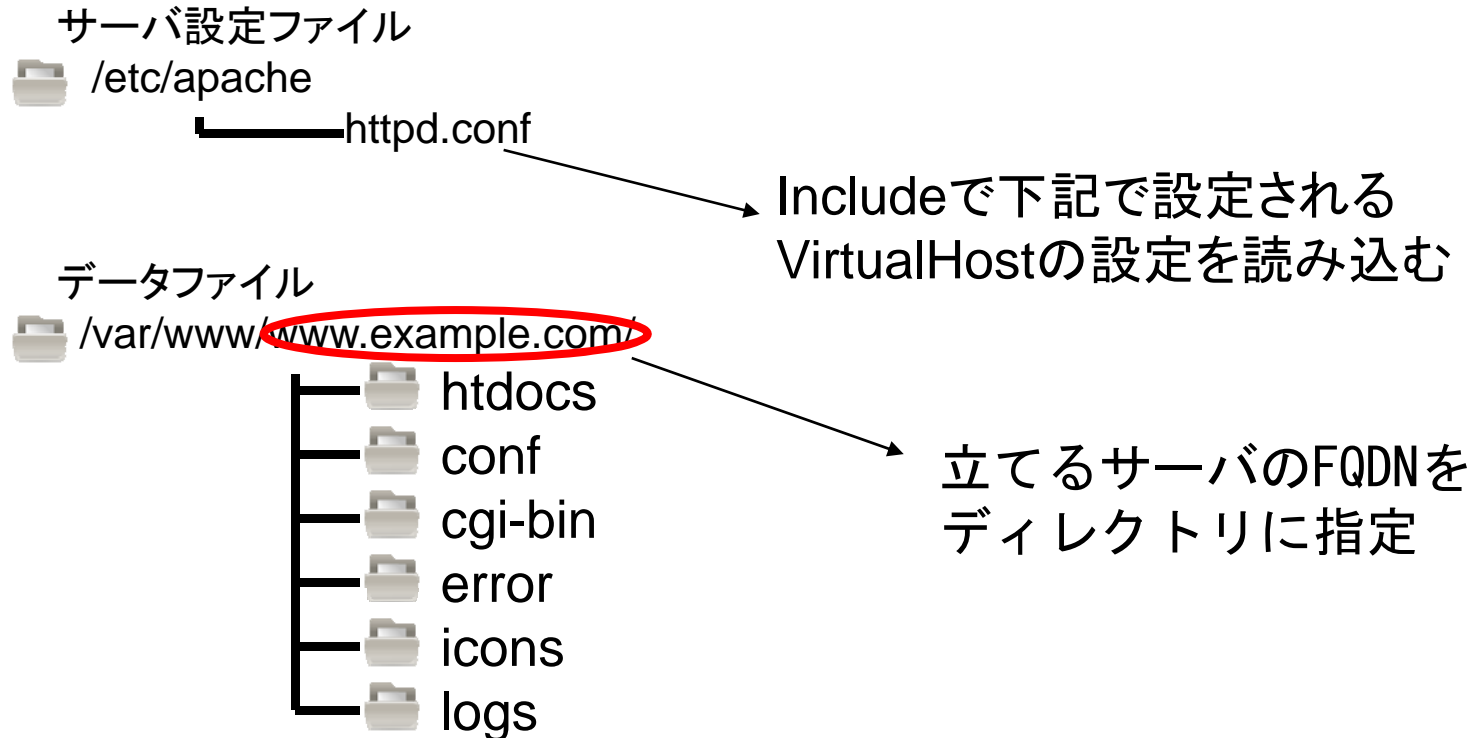 サーバ設定ファイル
/etc/apache
httpd.conf
Includeで下記で設定される
VirtualHostの設定を読み込む
データファイル
/var/www/www.example.com/
htdocs
conf
cgi-bin
error
icons
logs
立てるサーバのFQDNを
ディレクトリに指定